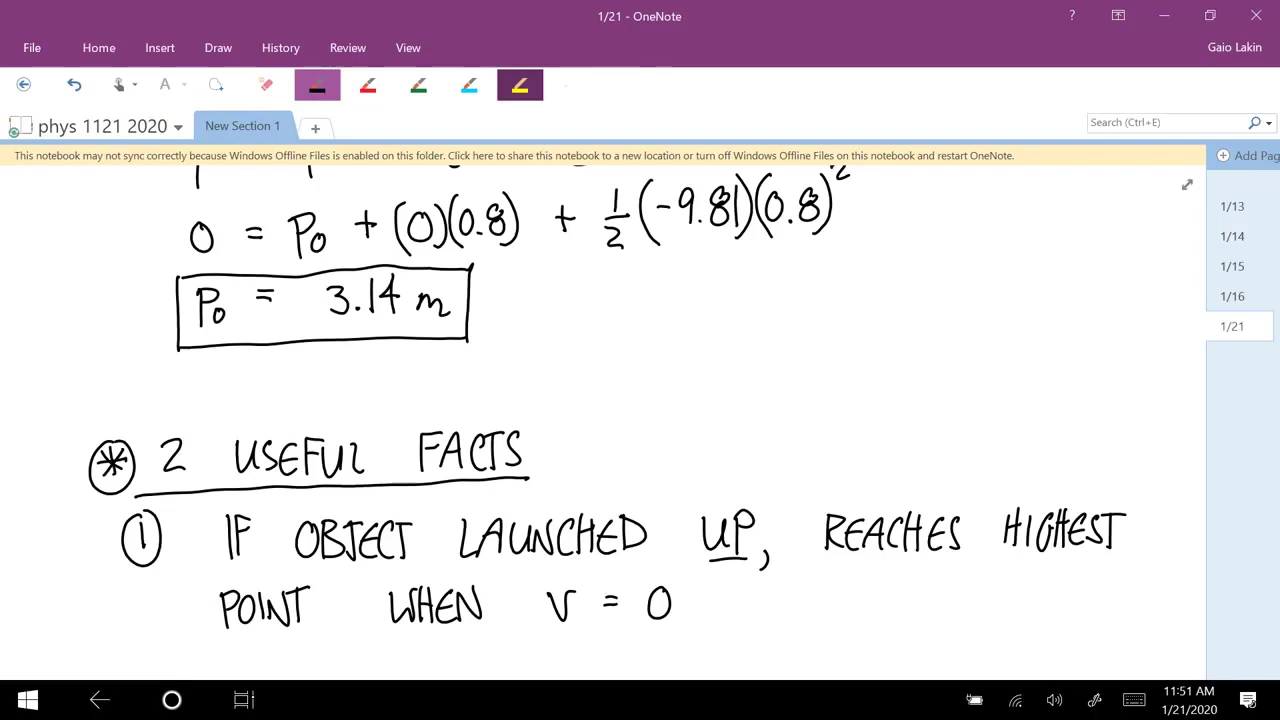 1/21 - OneNote
?
File Home Insert Draw History Review View
Gaio Lakin
A
phys 1121 2020
New Section 1
+
Search (Ctrl+E)
This notebook may not sync correctly because Windows Offline Files is enabled on this folder. Click here to share this notebook to a new location or turn off Windows Offline Files on this notebook and restart OneNote.
Add Pag
1/13
1/14
1/15
1/16
1/21
0 = P₀ + (0)(0.8) + 1/2 (-9.81)(0.8)²
P₀ = 3.14 m
* 2 USEFUL FACTS
① IF OBJECT LAUNCHED UP, REACHES HIGHEST
POINT WHEN V = 0
11:51 AM
1/21/2020